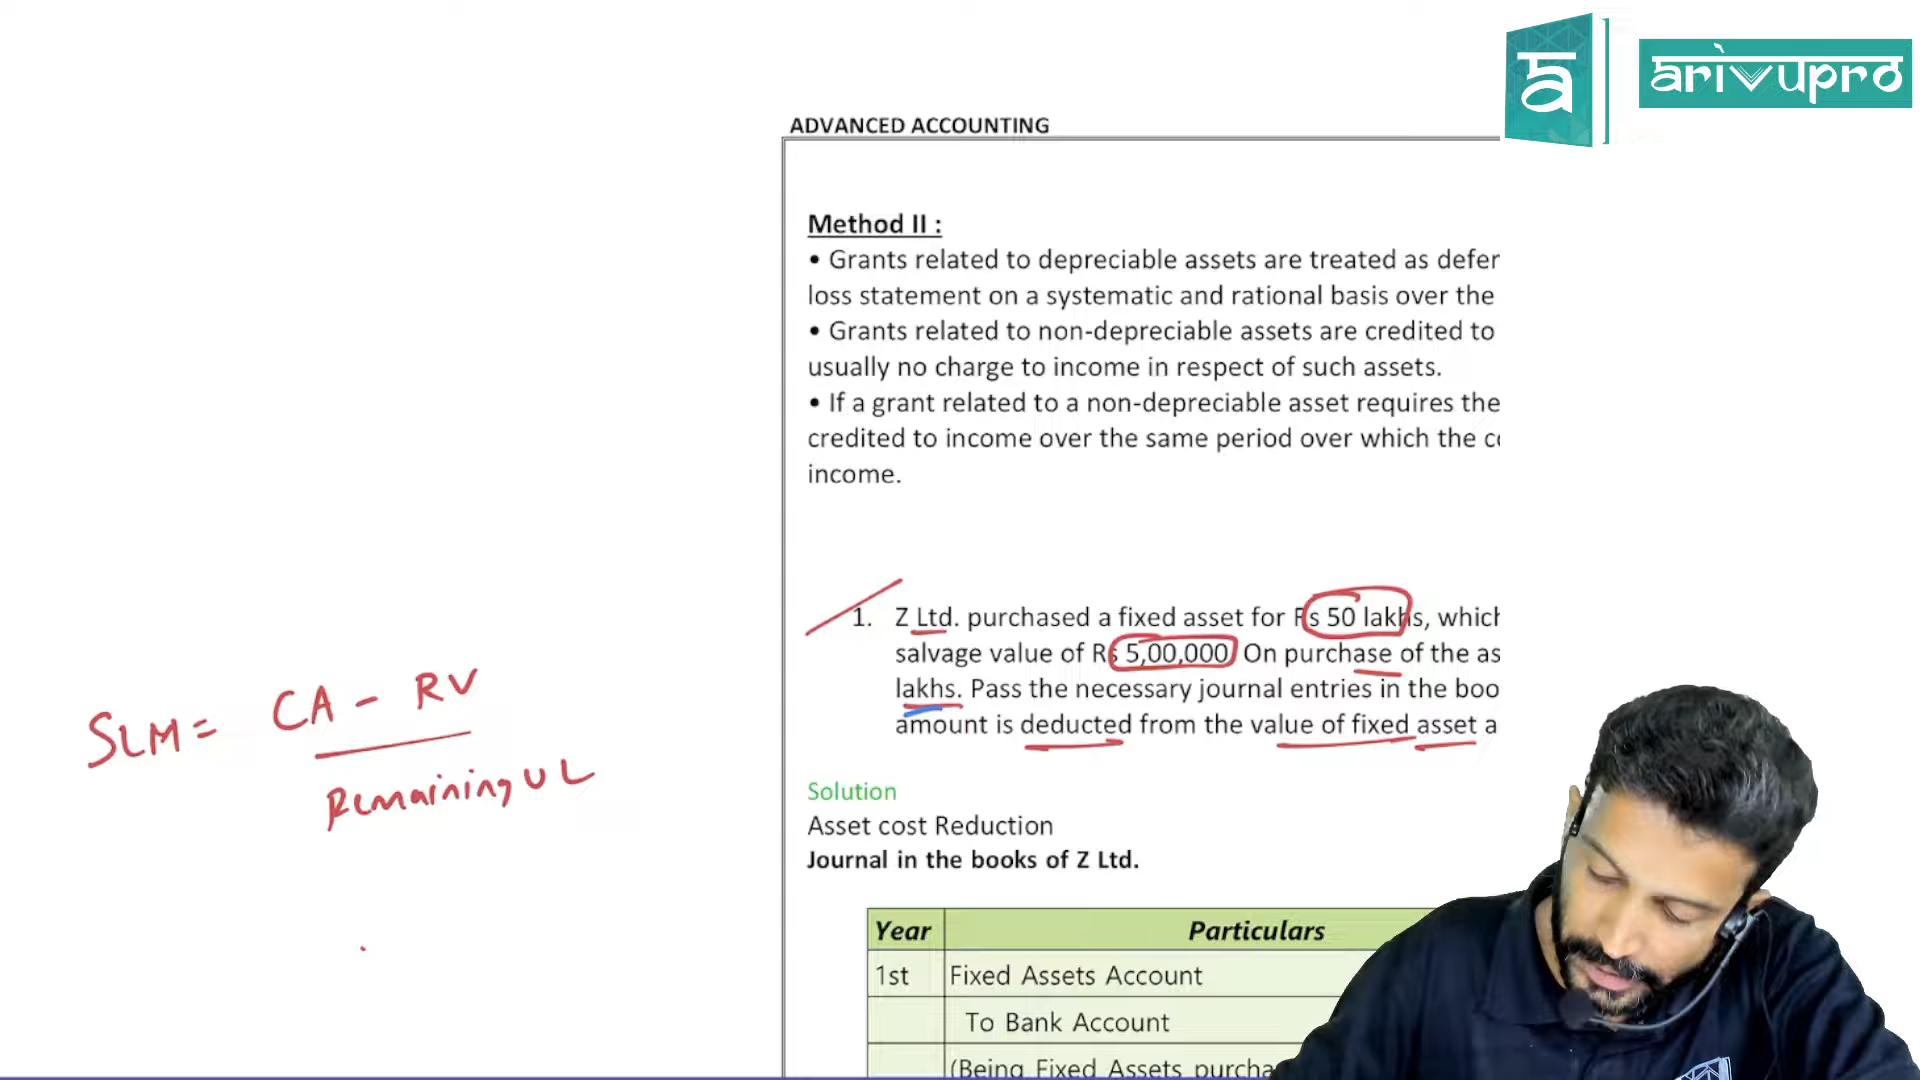 a arivupro
ADVANCED ACCOUNTING
Method II :
• Grants related to depreciable assets are treated as defer
loss statement on a systematic and rational basis over the
• Grants related to non-depreciable assets are credited to
usually no charge to income in respect of such assets.
• If a grant related to a non-depreciable asset requires the
credited to income over the same period over which the co
income.
1. Z Ltd. purchased a fixed asset for Rs 50 lakhs, which
salvage value of Rs 5,00,000 On purchase of the as
lakhs. Pass the necessary journal entries in the boo
amount is deducted from the value of fixed asset a
SLM = CA - RV
Remaining UL
Solution
Asset cost Reduction
Journal in the books of Z Ltd.
Year Particulars
1st Fixed Assets Account
To Bank Account
(Being Fixed Assets purcha